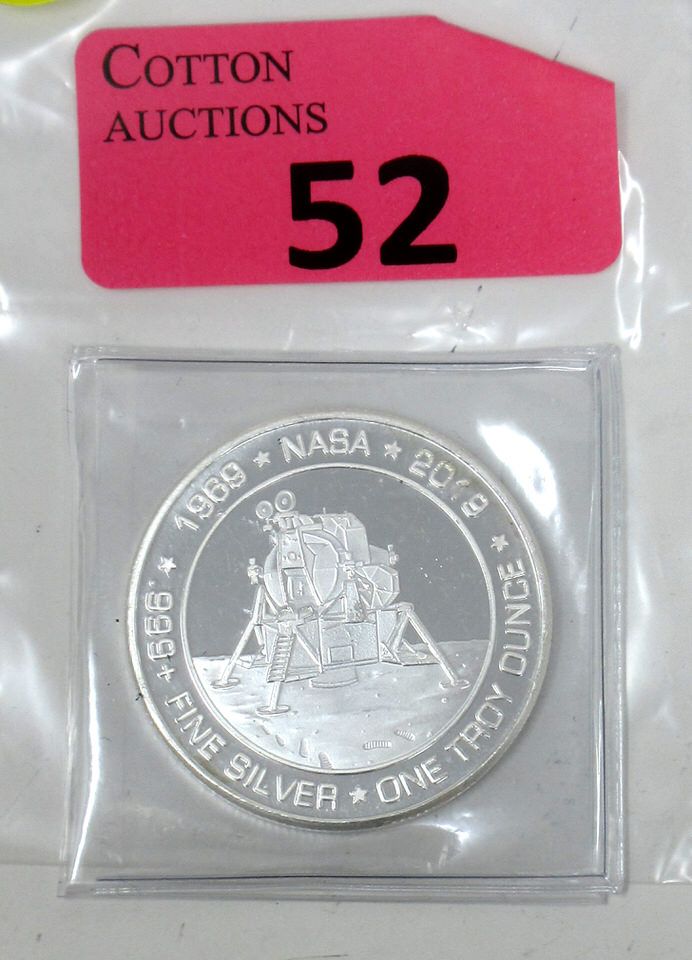 COTTON
AUCTIONS
52
1969 ★ NASA ★ 2019
.999+ FINE SILVER ★ ONE TROY OUNCE ★